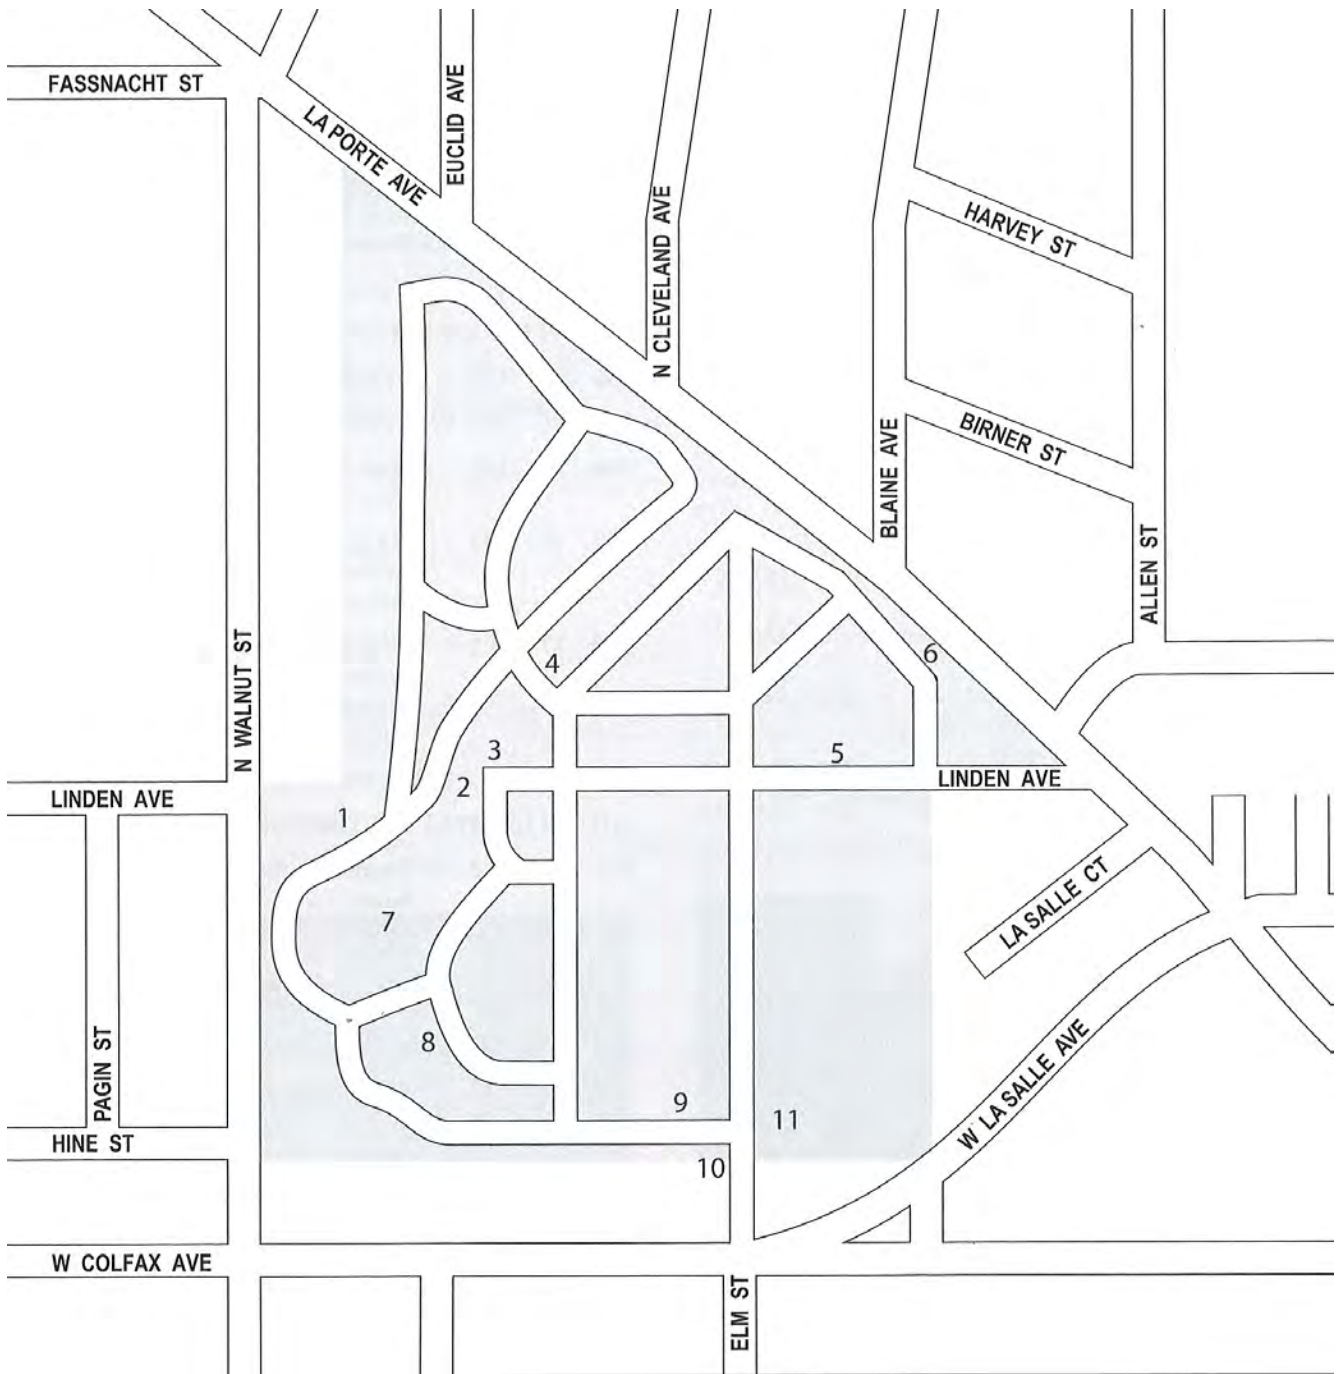 FASSNACHT ST
LA PORTE AVE
EUCLID AVE
N CLEVELAND AVE
HARVEY ST
BLAINE AVE
BIRNER ST
ALLEN ST
N WALNUT ST
4
6
3
5
2
LINDEN AVE
LINDEN AVE
1
LA SALLE CT
7
PAGIN ST
8
W LA SALLE AVE
9
11
HINE ST
10
W COLFAX AVE
ELM ST